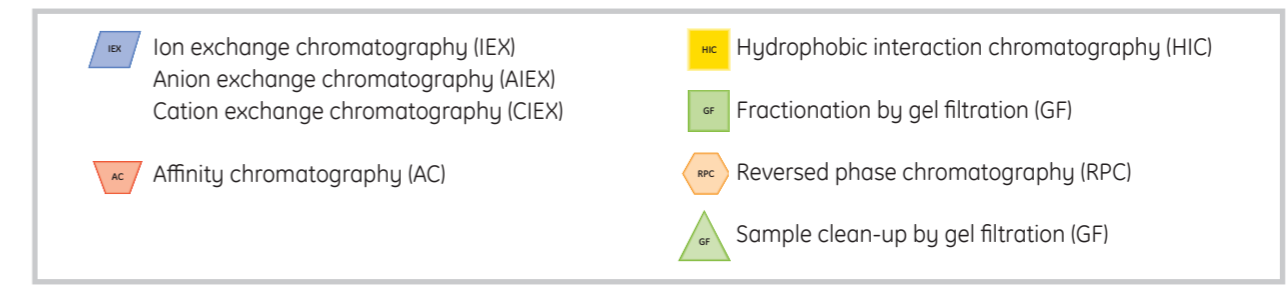 IEX Ion exchange chromatography (IEX)
Anion exchange chromatography (AIEX)
Cation exchange chromatography (CIEX)
AC Affinity chromatography (AC)
HIC Hydrophobic interaction chromatography (HIC)
GF Fractionation by gel filtration (GF)
RPC Reversed phase chromatography (RPC)
GF Sample clean-up by gel filtration (GF)